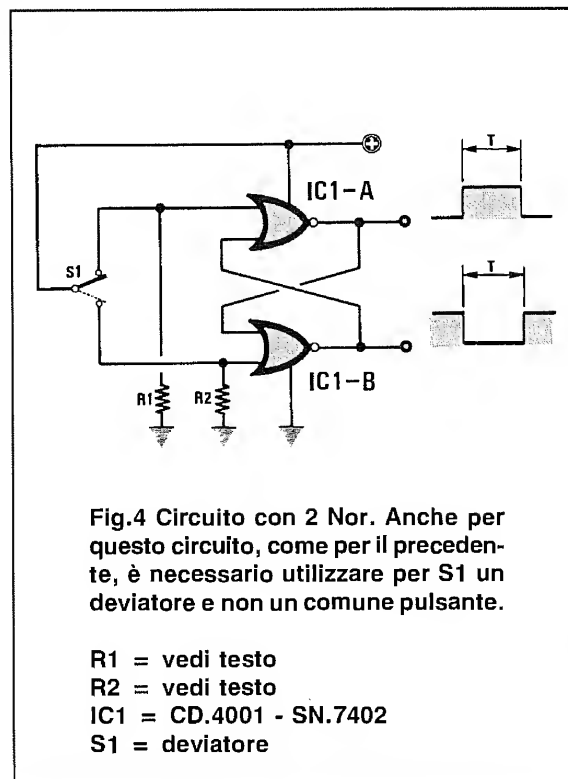 T
IC1-A
S1
T
R1
R2
IC1-B
Fig.4 Circuito con 2 Nor. Anche per
questo circuito, come per il preceden-
te, è necessario utilizzare per S1 un
deviatore e non un comune pulsante.
R1 = vedi testo
R2 = vedi testo
IC1 = CD.4001 - SN.7402
S1 = deviatore